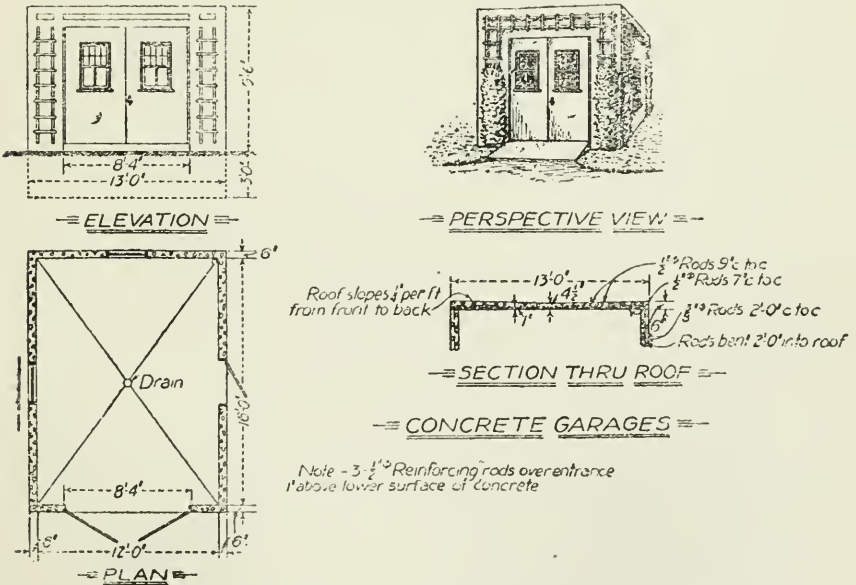 9'-6"
3'-0"
8'-4"
13'-0"
ELEVATION
PERSPECTIVE VIEW
6"
Drain
18'-0"
8'-4"
6"
12'-0"
6"
PLAN
13'-0"
Roof slopes ¼" per ft
from front to back
4½"
1"
½"ɸ Rods 9" c to c
½"ɸ Rods 7" c to c
Rods 2'-0" c to c
6"
Rods bent 2'-0" into roof
SECTION THRU ROOF
CONCRETE GARAGES
Note - 3-½"ɸ Reinforcing rods over entrance
1" above lower surface of concrete